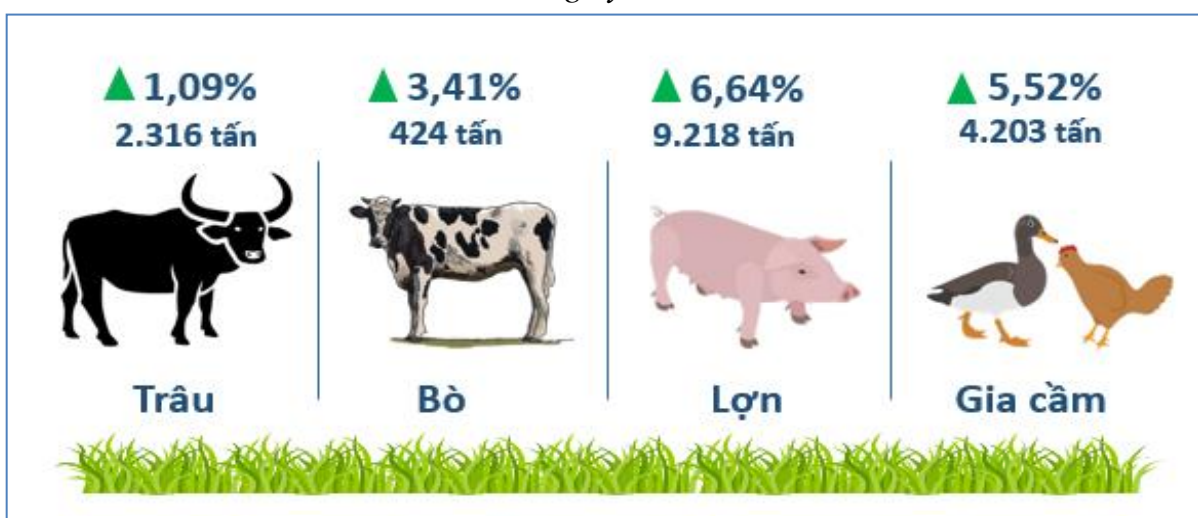 ▲ 1,09%
2.316 tấn
Trâu
▲ 3,41%
424 tấn
Bò
▲ 6,64%
9.218 tấn
Lợn
▲ 5,52%
4.203 tấn
Gia cầm